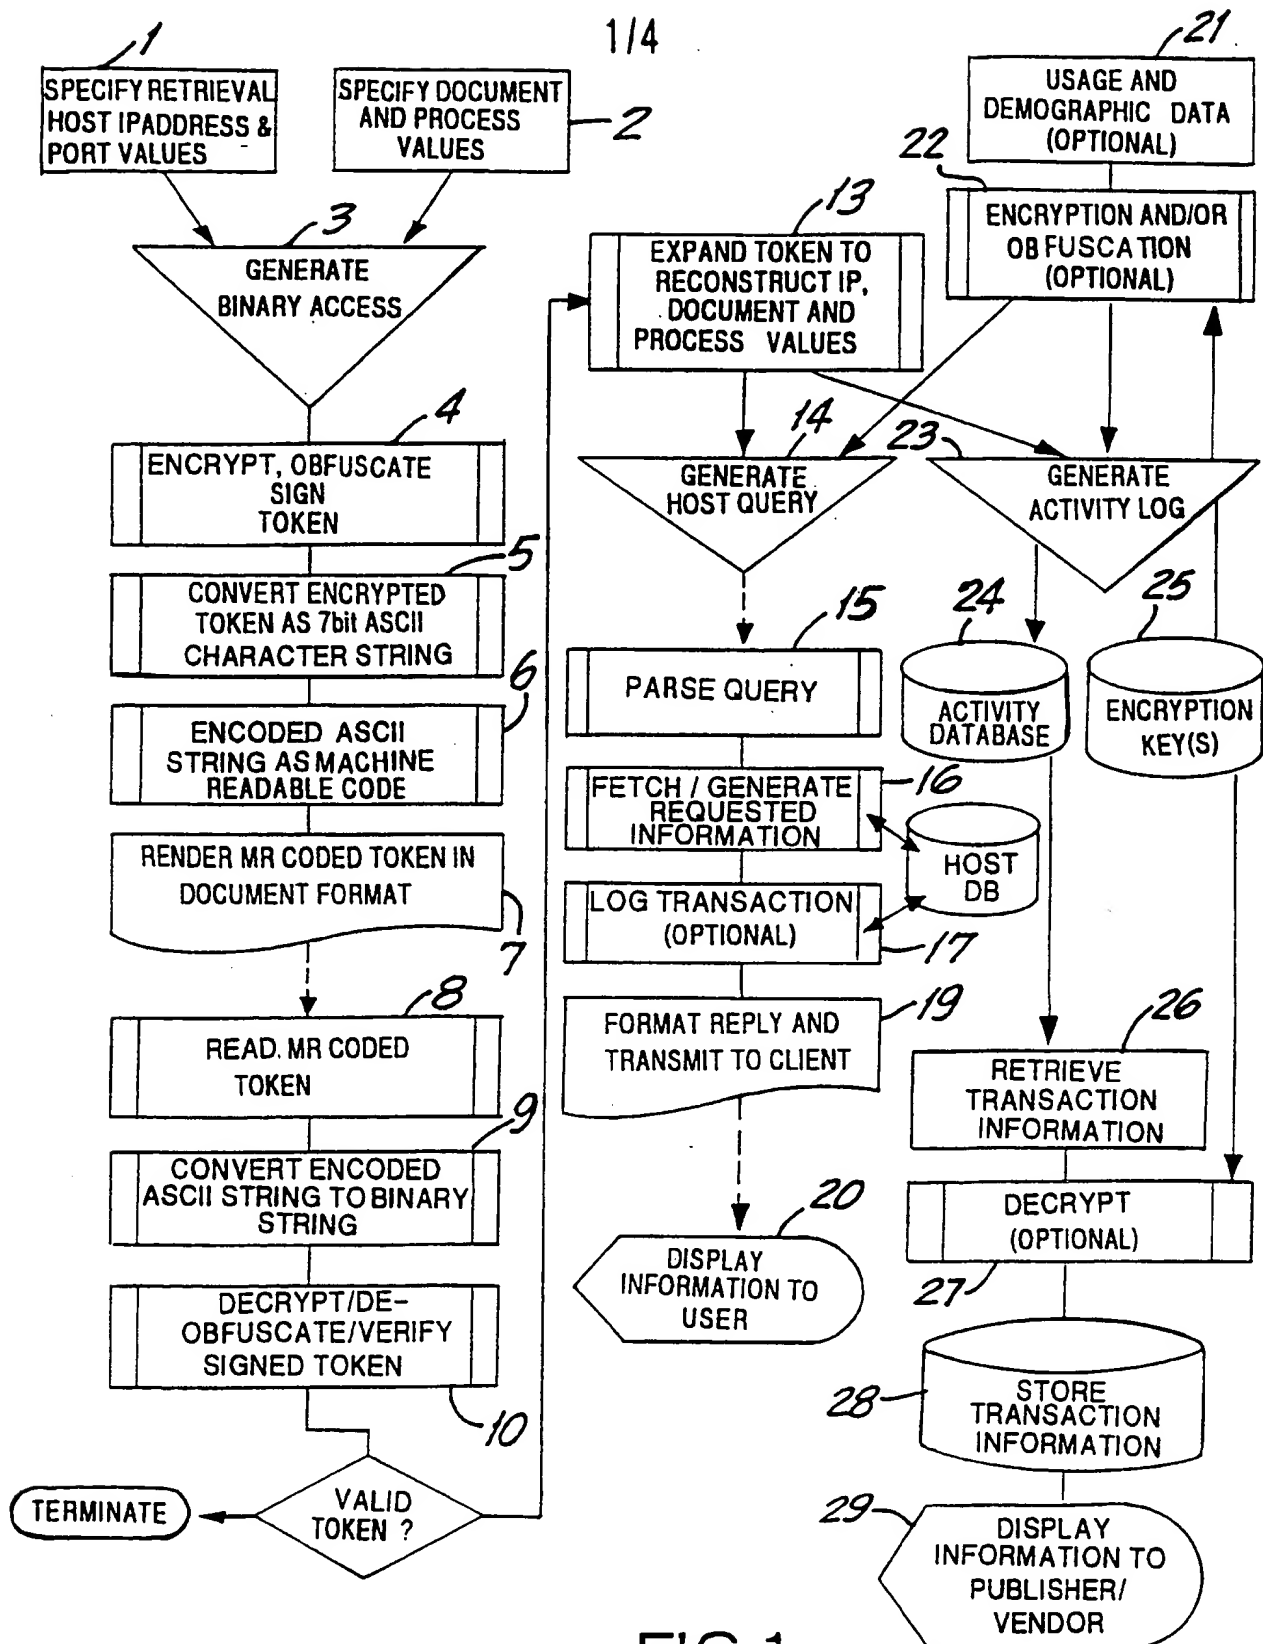 1/4
1
SPECIFY RETRIEVAL
HOST IPADDRESS &
PORT VALUES
SPECIFY DOCUMENT
AND PROCESS
VALUES
2
3
GENERATE
BINARY ACCESS
4
ENCRYPT, OBFUSCATE
SIGN
TOKEN
5
CONVERT ENCRYPTED
TOKEN AS 7bit ASCII
CHARACTER STRING
6
ENCODED ASCII
STRING AS MACHINE
READABLE CODE
RENDER MR CODED TOKEN IN
DOCUMENT FORMAT
7
8
READ. MR CODED
TOKEN
9
CONVERT ENCODED
ASCII STRING TO BINARY
STRING
DECRYPT/DE-
OBFUSCATE/VERIFY
SIGNED TOKEN
10
VALID
TOKEN ?
TERMINATE
13
EXPAND TOKEN TO
RECONSTRUCT IP,
DOCUMENT AND
PROCESS VALUES
14
GENERATE
HOST QUERY
15
PARSE QUERY
16
FETCH / GENERATE
REQUESTED
INFORMATION
HOST
DB
LOG TRANSACTION
(OPTIONAL)
17
19
FORMAT REPLY AND
TRANSMIT TO CLIENT
20
DISPLAY
INFORMATION TO
USER
21
USAGE AND
DEMOGRAPHIC DATA
(OPTIONAL)
22
ENCRYPTION AND/OR
OBFUSCATION
(OPTIONAL)
23
GENERATE
ACTIVITY LOG
24
ACTIVITY
DATABASE
25
ENCRYPTION
KEY(S)
26
RETRIEVE
TRANSACTION
INFORMATION
DECRYPT
(OPTIONAL)
27
28
STORE
TRANSACTION
INFORMATION
29
DISPLAY
INFORMATION TO
PUBLISHER/
VENDOR
FIG.1